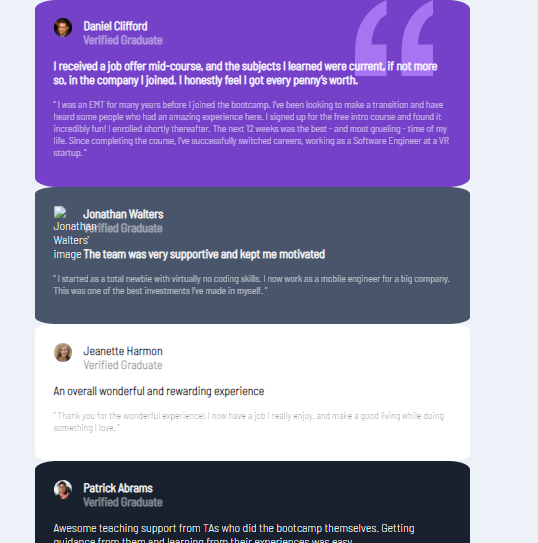 Daniel Clifford
Verified Graduate
I received a job offer mid-course, and the subjects I learned were current, if not more
so, in the company I joined. I honestly feel I got every penny’s worth.
“ I was an EMT for many years before I joined the bootcamp. I’ve been looking to make a transition and have
heard some people who had an amazing experience here. I signed up for the free intro course and found it
incredibly fun! I enrolled shortly thereafter. The next 12 weeks was the best - and most grueling - time of my
life. Since completing the course, I’ve successfully switched careers, working as a Software Engineer at a VR
startup. ”
Jonathan Walters
Verified Graduate
Jonathan
Walters'
image
The team was very supportive and kept me motivated
“ I started as a total newbie with virtually no coding skills. I now work as a mobile engineer for a big company.
This was one of the best investments I’ve made in myself. ”
Jeanette Harmon
Verified Graduate
An overall wonderful and rewarding experience
“ Thank you for the wonderful experience! I now have a job I really enjoy, and make a good living while doing
something I love. ”
Patrick Abrams
Verified Graduate
Awesome teaching support from TAs who did the bootcamp themselves. Getting
guidance from them and learning from their experiences was easy.